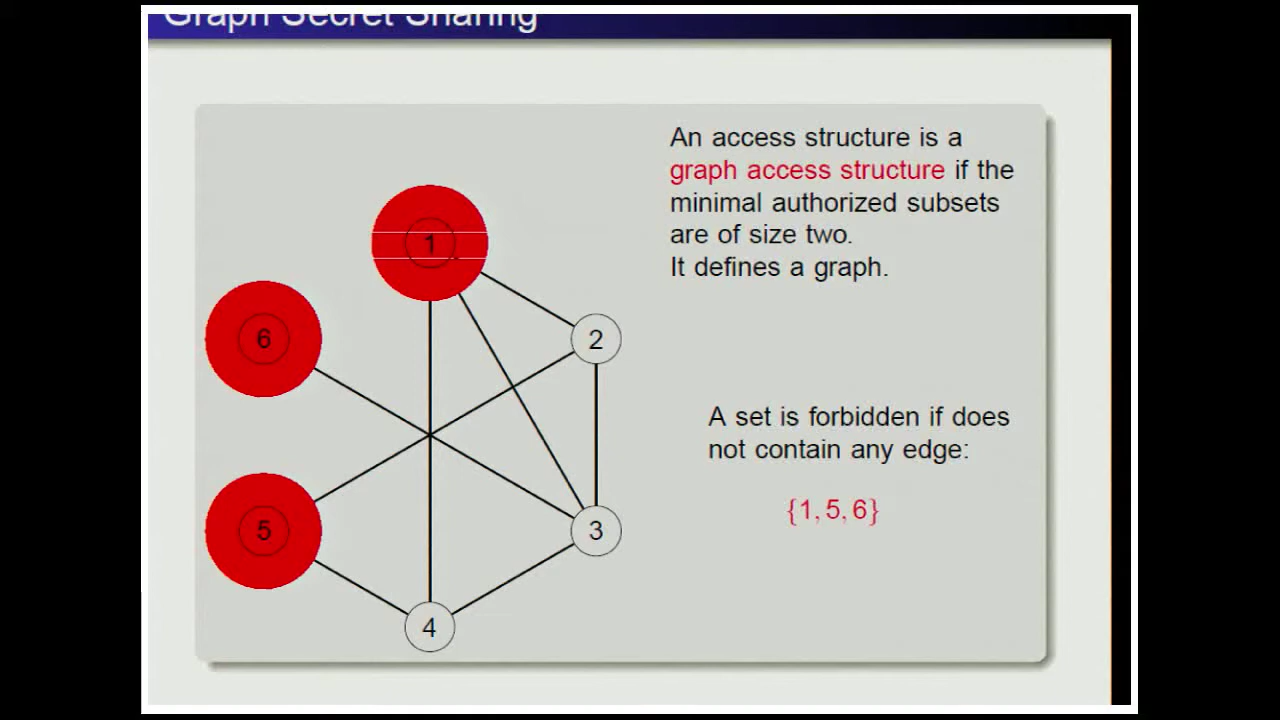 Graph Secret Sharing
An access structure is a
graph access structure if the
minimal authorized subsets
are of size two.
It defines a graph.
1
6
2
A set is forbidden if does
not contain any edge:
{1, 5, 6}
5
3
4